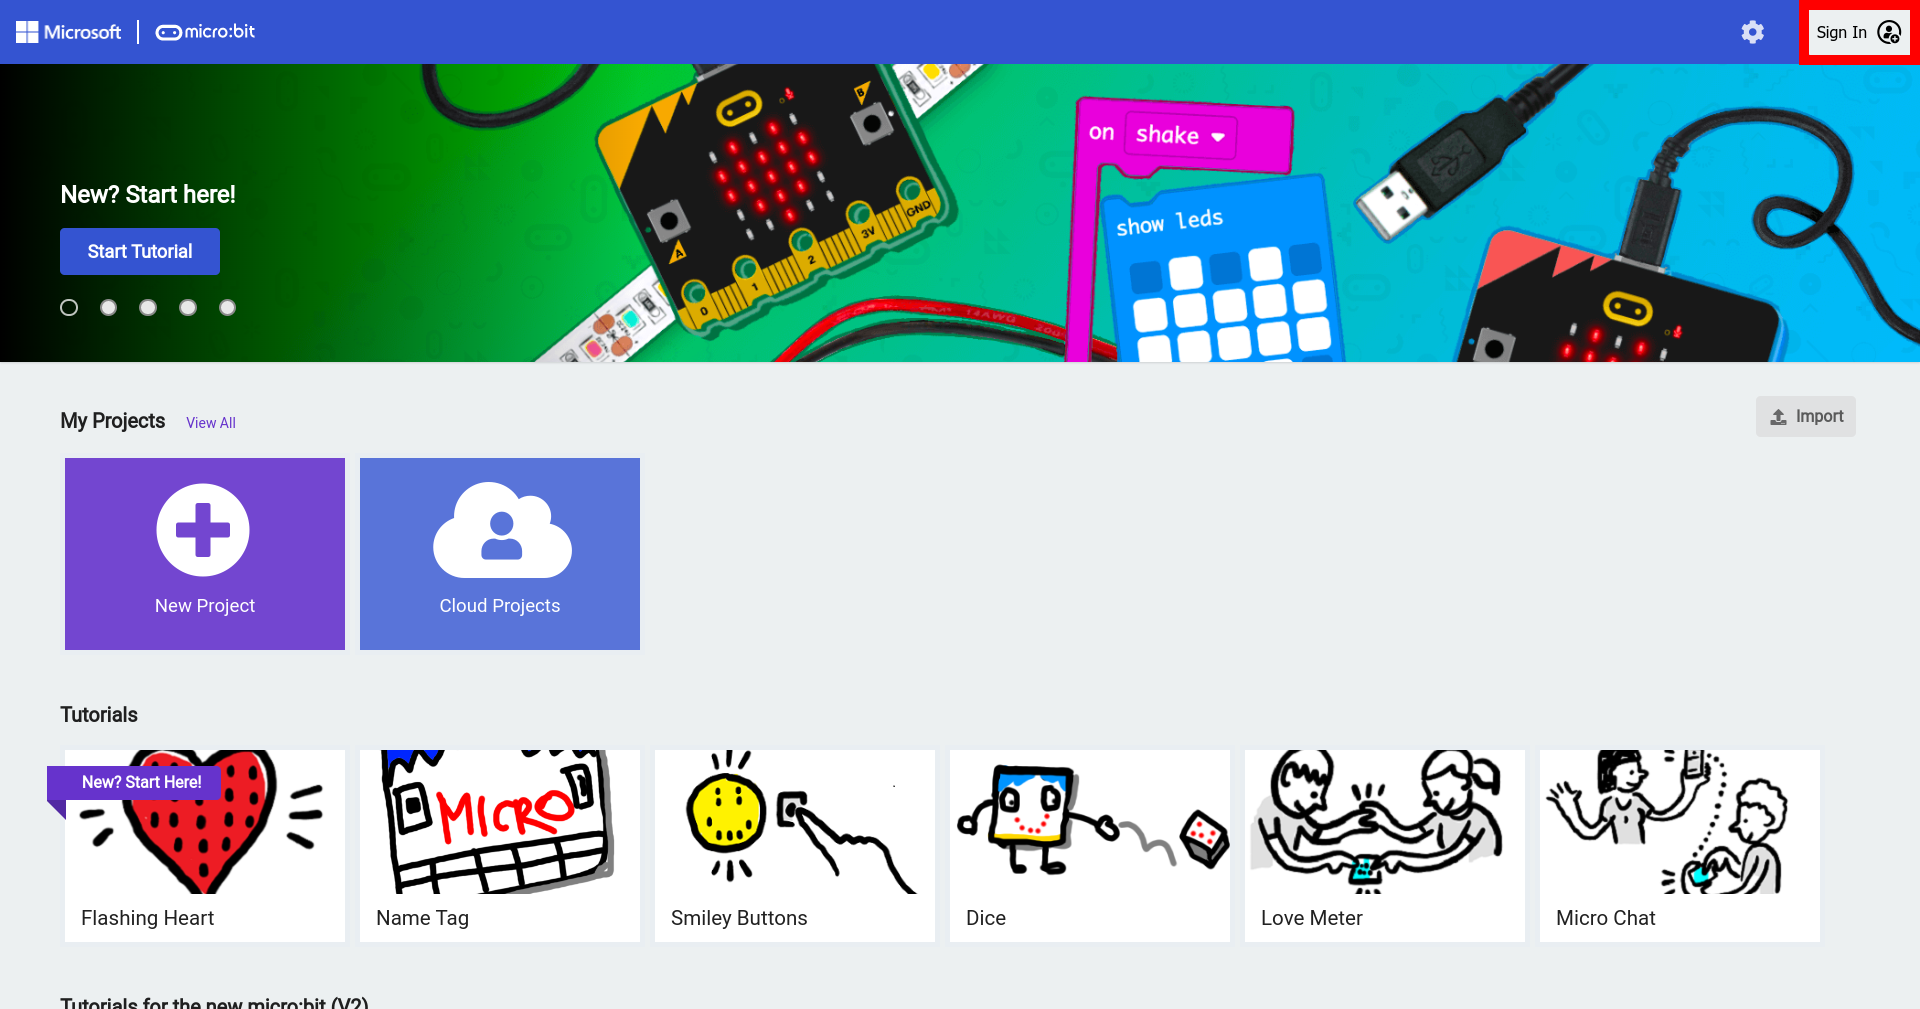 Microsoft | micro:bit
Sign In
on shake
show leds
A
B
0
1
2
3V
GND
New? Start here!
Start Tutorial
My Projects
View All
Import
New Project
Cloud Projects
Tutorials
New? Start Here!
MICRO
Flashing Heart
Name Tag
Smiley Buttons
Dice
Love Meter
Micro Chat
Tutorials for the new micro:bit (V2)